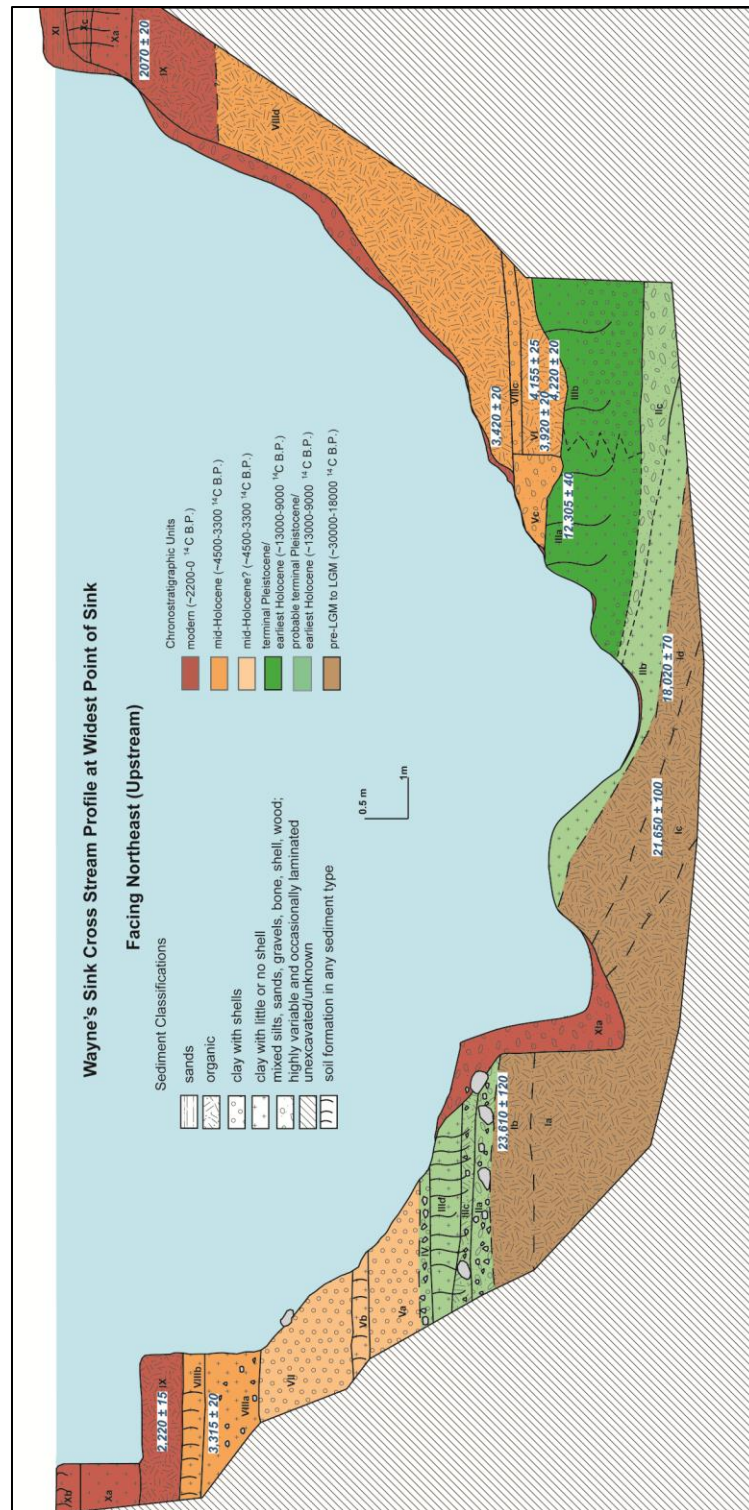 Wayne's Sink Cross Stream Profile at Widest Point of Sink
Facing Northeast (Upstream)
Sediment Classifications
sands
organic
clay with shells
clay with little or no shell
mixed silts, sands, gravels, bone, shell, wood;
highly variable and occasionally laminated
unexcavated/unknown
soil formation in any sediment type
Chronostratigraphic Units
modern (~2200-0 ¹⁴C B.P.)
mid-Holocene (~4500-3300 ¹⁴C B.P.)
mid-Holocene? (~4500-3300 ¹⁴C B.P.)
terminal Pleistocene/
earliest Holocene (~13000-9000 ¹⁴C B.P.)
probable terminal Pleistocene/
earliest Holocene (~13000-9000 ¹⁴C B.P.)
pre-LGM to LGM (~30000-18000 ¹⁴C B.P.)
0.5 m
1m
Xb
Xa
IX
2,220 ± 15
VIIIb
3,315 ± 20
VIIIa
VII
Vb
Va
IV
IIId
IIIc
IIa
Ib
23,610 ± 120
Ia
XIa
Ic
21,650 ± 100
Id
18,020 ± 70
IIb
IIc
IIIa
12,305 ± 40
IIIb
Vc
VI
3,920 ± 20
4,155 ± 25
4,220 ± 20
VIIIc
3,420 ± 20
VIIId
IX
2070 ± 20
Xa
Xc
XI